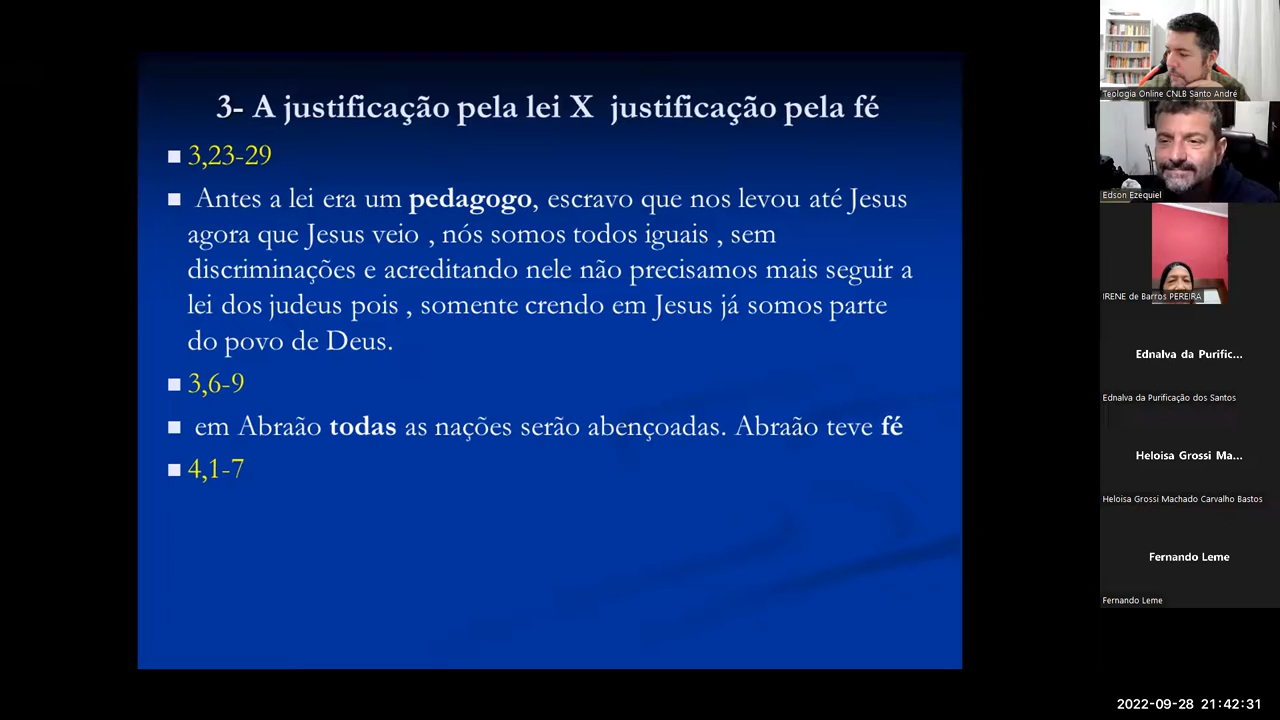 3- A justificação pela lei X justificação pela fé
3,23-29
Antes a lei era um pedagogo, escravo que nos levou até Jesus
agora que Jesus veio , nós somos todos iguais , sem
discriminações e acreditando nele não precisamos mais seguir a
lei dos judeus pois , somente crendo em Jesus já somos parte
do povo de Deus.
3,6-9
em Abraão todas as nações serão abençoadas. Abraão teve fé
4,1-7
Teologia Online CNLB Santo André
Edson Ezequiel
IRENE de Barros PEREIRA
Ednalva da Purific...
Ednalva da Purificação dos Santos
Heloisa Grossi Ma...
Heloisa Grossi Machado Carvalho Bastos
Fernando Leme
Fernando Leme
2022-09-28 21:42:31